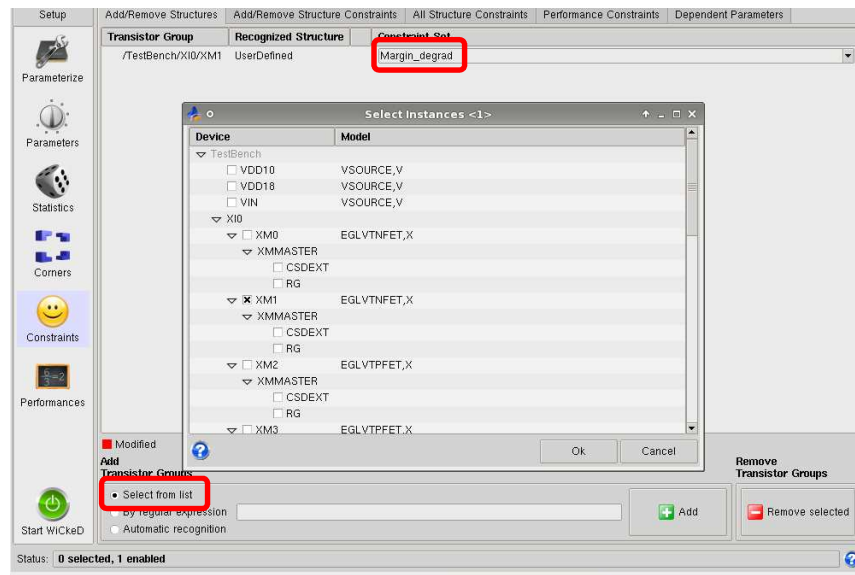 Setup
Add/Remove Structures Add/Remove Structure Constraints All Structure Constraints Performance Constraints Dependent Parameters
Transistor Group Recognized Structure Constraint Set
/TestBench/XI0/XM1 UserDefined Margin_degrad
Parameterize
Parameters
Statistics
Corners
Constraints
Performances
Start WiCkeD
Select Instances <1>
Device Model
TestBench
VDD10 VSOURCE,V
VDD18 VSOURCE,V
VIN VSOURCE,V
XI0
XM0 EGLVTNFET,X
XMMASTER
CSDEXT
RG
XM1 EGLVTNFET,X
XMMASTER
CSDEXT
RG
XM2 EGLVTPFET,X
XMMASTER
CSDEXT
RG
XM3 EGLVTPFET,X
Ok Cancel
Modified
Add
Transistor Groups
Select from list
By regular expression
Automatic recognition
Add
Remove
Transistor Groups
Remove selected
Status: 0 selected, 1 enabled